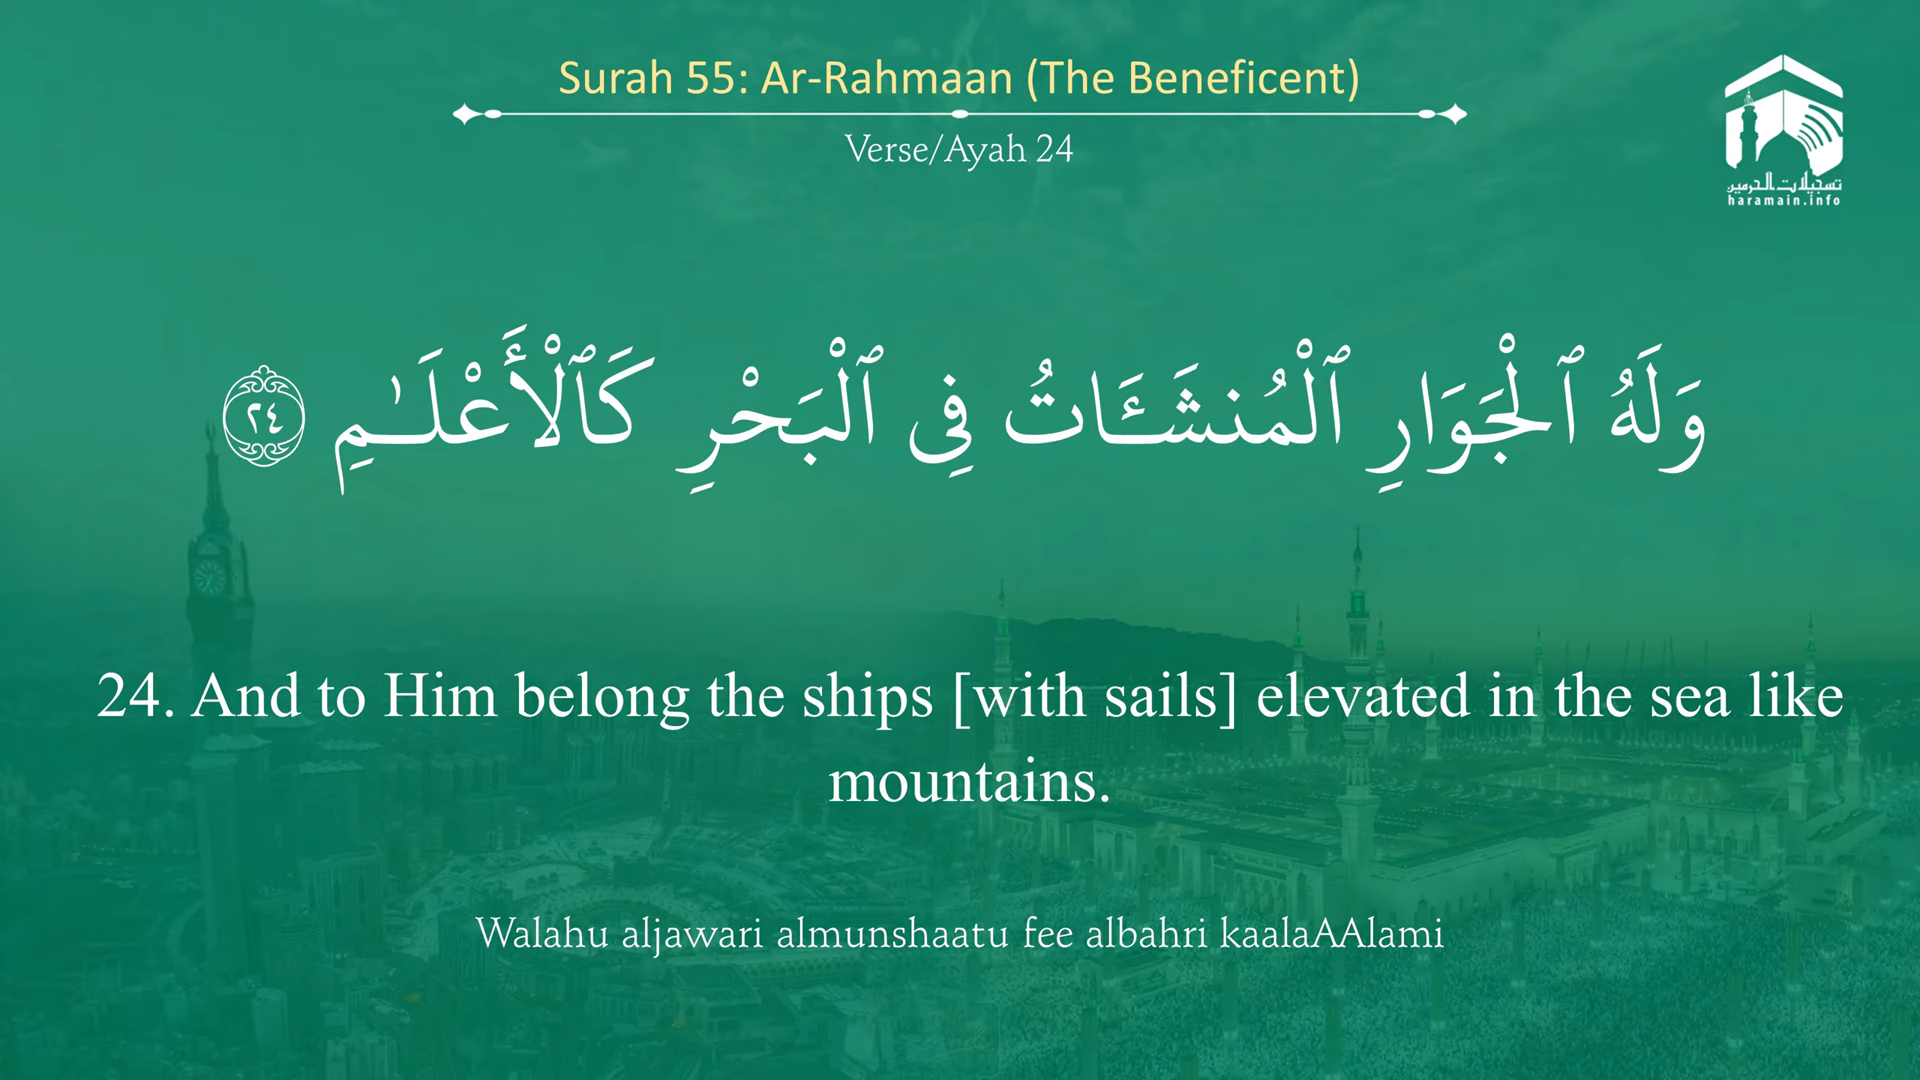 Surah 55: Ar-Rahmaan (The Beneficent)
Verse/Ayah 24
تسجيلات الحرمين
haramain.info
وَلَهُ ٱلْجَوَارِ ٱلْمُنشَـَٔاتُ فِى ٱلْبَحْرِ كَٱلْأَعْلَـٰمِ ٢٤
24. And to Him belong the ships [with sails] elevated in the sea like
mountains.
Walahu aljawari almunshaatu fee albahri kaalaAAlami